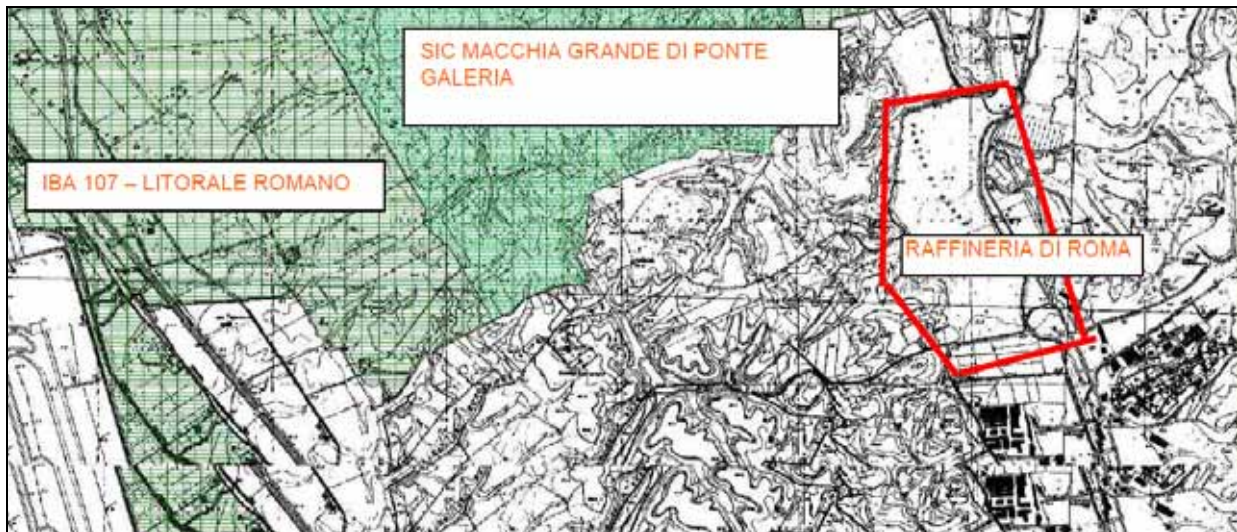 SIC MACCHIA GRANDE DI PONTE
GALERIA
IBA 107 – LITORALE ROMANO
RAFFINERIA DI ROMA